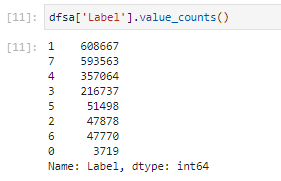 [11]: dfsa['Label'].value_counts()
[11]: 1    608667
7    593563
4    357064
3    216737
5     51498
2     47878
6     47770
0      3719
Name: Label, dtype: int64